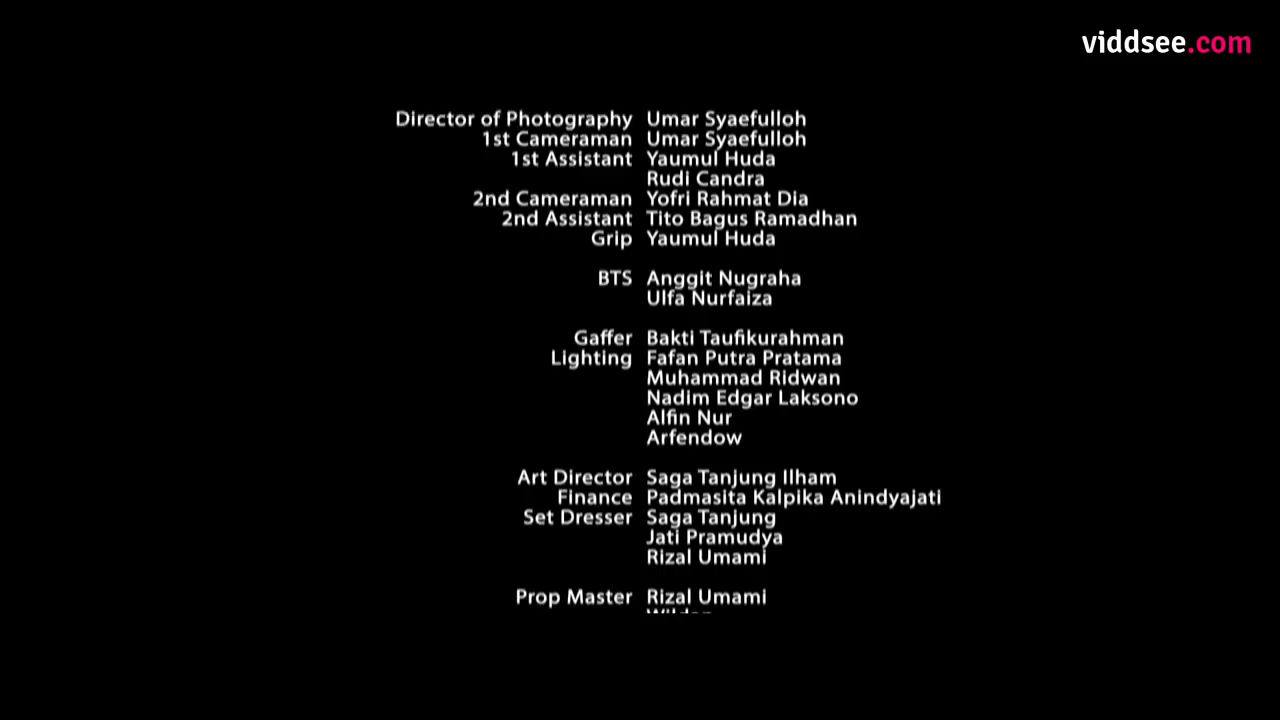 viddsee.com
Director of Photography Umar Syaefulloh
1st Cameraman Umar Syaefulloh
1st Assistant Yaumul Huda
Rudi Candra
2nd Cameraman Yofri Rahmat Dia
2nd Assistant Tito Bagus Ramadhan
Grip Yaumul Huda
BTS Anggit Nugraha
Ulfa Nurfaiza
Gaffer Bakti Taufikurahman
Lighting Fafan Putra Pratama
Muhammad Ridwan
Nadim Edgar Laksono
Alfin Nur
Arfendow
Art Director Saga Tanjung Ilham
Finance Padmasita Kalpika Anindyajati
Set Dresser Saga Tanjung
Jati Pramudya
Rizal Umami
Prop Master Rizal Umami